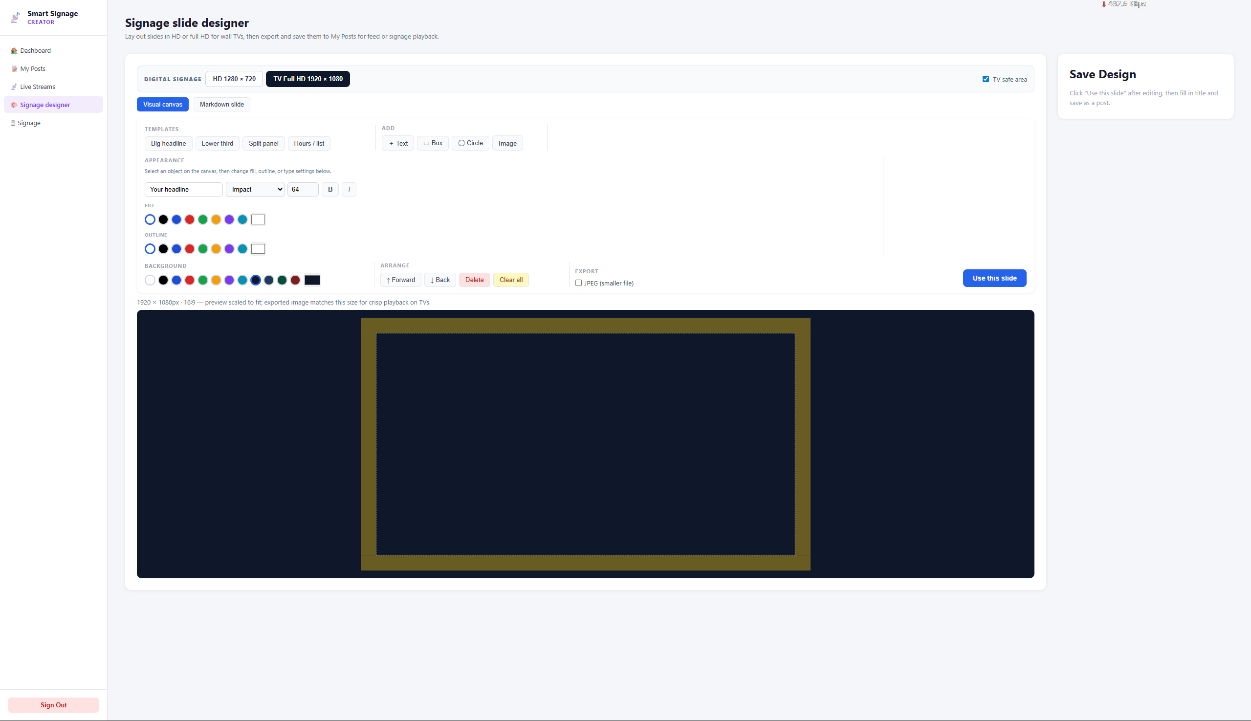 Smart Signage
CREATOR
Dashboard
My Posts
Live Streams
Signage designer
Signage
Sign Out
Signage slide designer
Lay out slides in HD or full HD for wall TVs, then export and save them to My Posts for feed or signage playback.
DIGITAL SIGNAGE HD 1280 × 720 TV Full HD 1920 × 1080 TV safe area
Visual canvas Markdown slide
TEMPLATES
Big headline Lower third Split panel Hours / list
ADD
+ Text Box Circle Image
APPEARANCE
Select an object on the canvas, then change fill, outline, or type settings below.
Your headline Impact 64 B I
FILL
OUTLINE
BACKGROUND
ARRANGE
↑ Forward ↓ Back Delete Clear all
EXPORT
JPEG (smaller file)
Use this slide
1920 × 1080px · 16:9 — preview scaled to fit; exported image matches this size for crisp playback on TVs.
Save Design
Click "Use this slide" after editing, then fill in title and
save as a post.